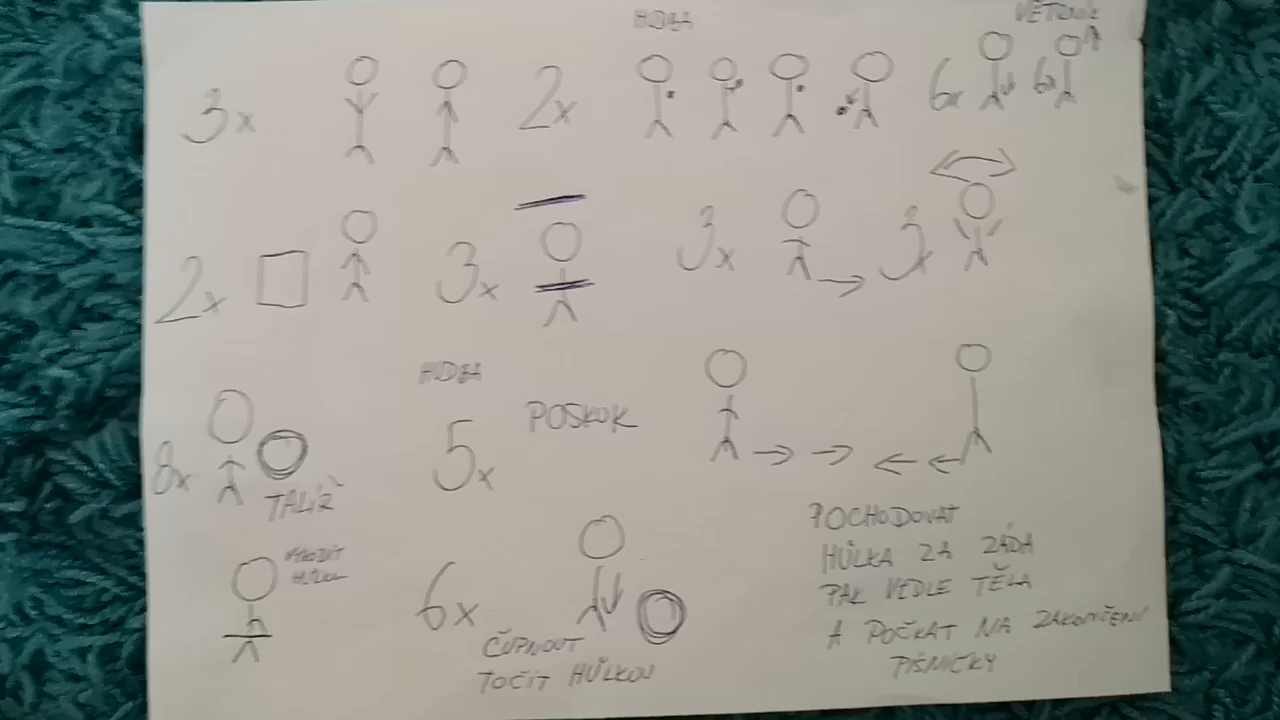 HUDBA
3x 2x 6x 6x
2x 3x 3x 3x
HUDBA
8x TALÍŘ 5x POSKOK
6x
ČUPNOUT
TOČIT HŮLKOU
POCHODOVAT
HŮLKA ZA ZÁDA
PAK VEDLE TĚLA
A POČKAT NA ZAKONČENÍ
PÍSNIČKY